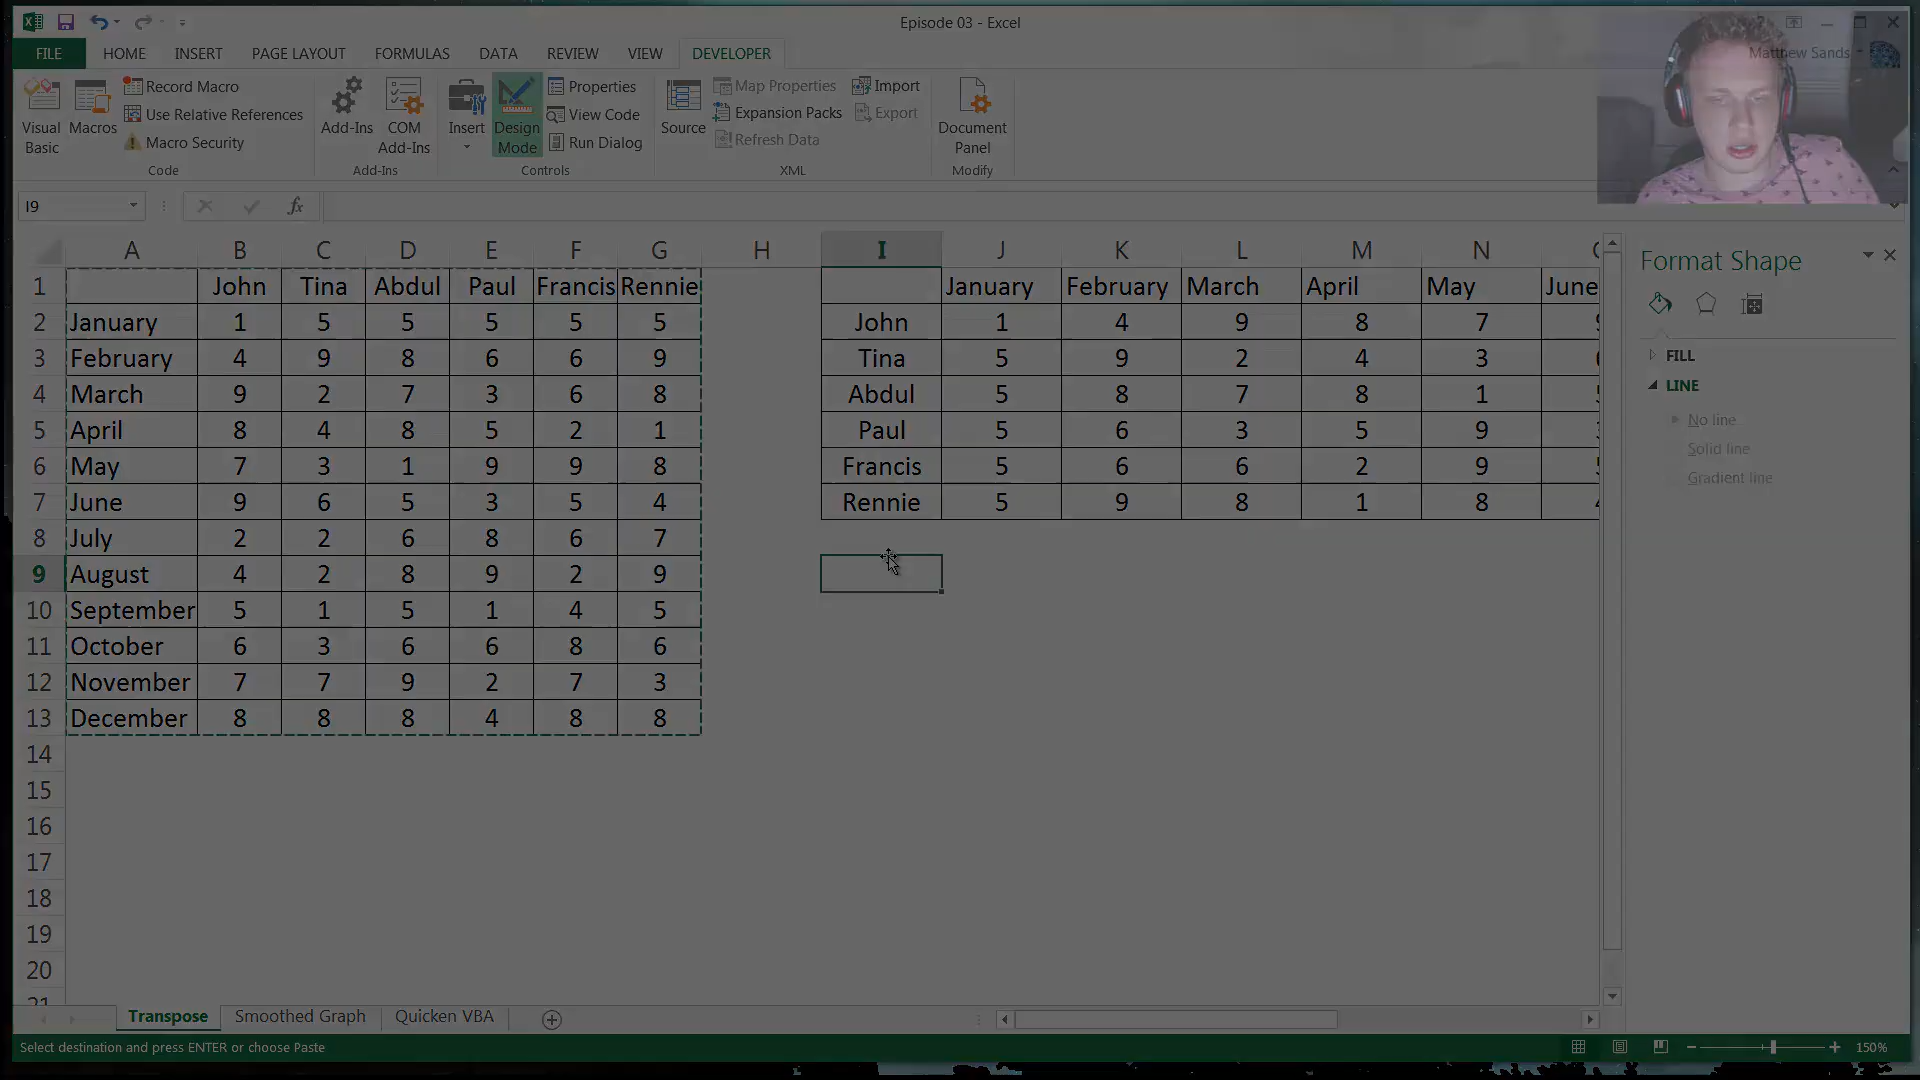 Episode 03 - Excel
Matthew Sands
FILE HOME INSERT PAGE LAYOUT FORMULAS DATA REVIEW VIEW DEVELOPER
Visual Basic
Macros
Record Macro
Use Relative References
Macro Security
Code
Add-Ins
COM Add-Ins
Add-Ins
Insert
Design Mode
Properties
View Code
Run Dialog
Controls
Source
Map Properties
Expansion Packs
Refresh Data
Import
Export
XML
Document Panel
Modify
I9
fx
A B C D E F G H I J K L M N
1 John Tina Abdul Paul Francis Rennie January February March April May June
2 January 1 5 5 5 5 5 John 1 4 9 8 7
3 February 4 9 8 6 6 9 Tina 5 9 2 4 3
4 March 9 2 7 3 6 8 Abdul 5 8 7 8 1
5 April 8 4 8 5 2 1 Paul 5 6 3 5 9
6 May 7 3 1 9 9 8 Francis 5 6 6 2 9
7 June 9 6 5 3 5 4 Rennie 5 9 8 1 8
8 July 2 2 6 8 6 7
9 August 4 2 8 9 2 9
10 September 5 1 5 1 4 5
11 October 6 3 6 6 8 6
12 November 7 7 9 2 7 3
13 December 8 8 8 4 8 8
14
15
16
17
18
19
20
21
Format Shape
FILL
LINE
No line
Solid line
Gradient line
Transpose Smoothed Graph Quicken VBA
Select destination and press ENTER or choose Paste
150%